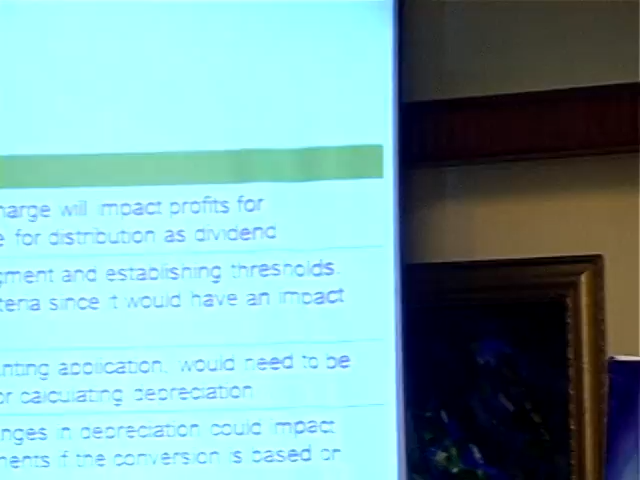 harge will impact profits for
e for distribution as dividend
gment and establishing thresholds.
teria since it would have an impact
nting application, would need to be
or calculating depreciation
nges in depreciation could impact
ments if the conversion is based on